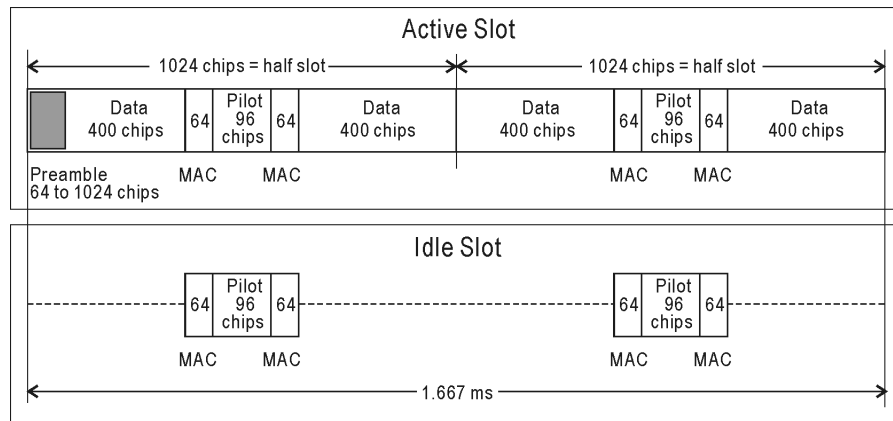 Active Slot
1024 chips = half slot
1024 chips = half slot
Data
400 chips
64
Pilot
96
chips
64
Data
400 chips
Data
400 chips
64
Pilot
96
chips
64
Data
400 chips
Preamble
64 to 1024 chips
MAC
MAC
MAC
MAC
Idle Slot
64
Pilot
96
chips
64
64
Pilot
96
chips
64
MAC
MAC
MAC
MAC
1.667 ms